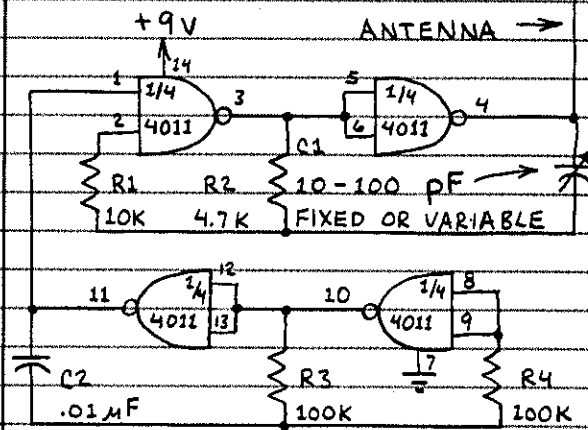 +9V
ANTENNA
14
1
1/4
3
5
1/4
4
2
4011
6
4011
C1
R1
R2
10-100 pF
10K
4.7K
FIXED OR VARIABLE
12
8
11
1/4
10
1/4
4011
13
4011
9
7
C2
R3
R4
.01µF
100K
100K